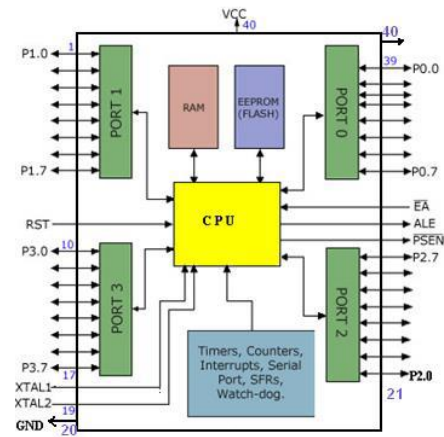 VCC
40
40
1
39
P1.0
P0.0
PORT 1
RAM
EEPROM
(FLASH)
PORT 0
P1.7
P0.7
CPU
EA
RST
ALE
PSEN
P3.0
10
P2.7
PORT 3
PORT 2
Timers, Counters,
Interrupts, Serial
Port, SFRs,
Watch-dog.
P3.7
P2.0
17
21
XTAL1
XTAL2
19
GND
20